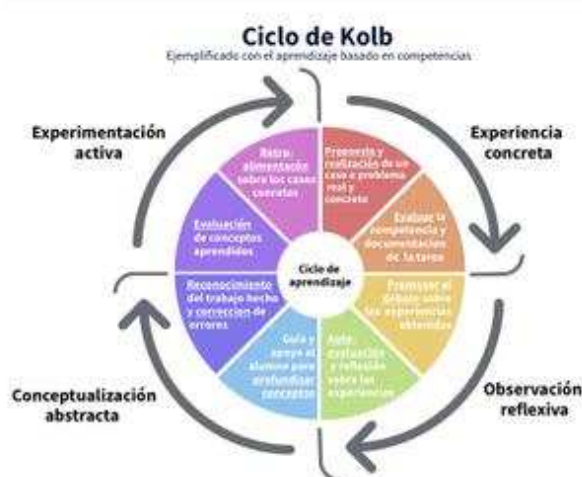 Ciclo de Kolb
Ejemplificado con el aprendizaje basado en competencias
Experimentación
activa
Experiencia
concreta
Retro-
alimentación
sobre los casos
concretos
Propuesta y
realización de un
caso o problema
real y
concreto
Evaluación
de conceptos
aprendidos
Evaluar la
competencia y
documentación
de la tarea
Ciclo de
aprendizaje
Reconocimiento
del trabajo hecho
y corrección de
errores
Promover el
debate sobre
las experiencias
obtenidas
Guía y
apoyo al
alumno para
profundizar
conceptos
Auto-
evaluación
y reflexión
sobre las
experiencias
Conceptualización
abstracta
Observación
reflexiva